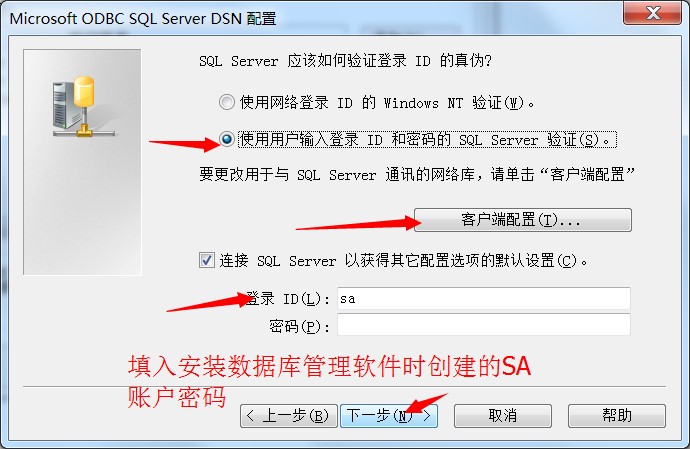 Microsoft ODBC SQL Server DSN 配置
SQL Server 应该如何验证登录 ID 的真伪?
使用网络登录 ID 的 Windows NT 验证(W)。
使用用户输入登录 ID 和密码的 SQL Server 验证(S)。
要更改用于与 SQL Server 通讯的网络库,请单击“客户端配置”
客户端配置(T)...
连接 SQL Server 以获得其它配置选项的默认设置(C)。
登录 ID(L): sa
密码(P):
填入安装数据库管理软件时创建的SA
账户密码
< 上一步(B) 下一步(N) > 取消 帮助